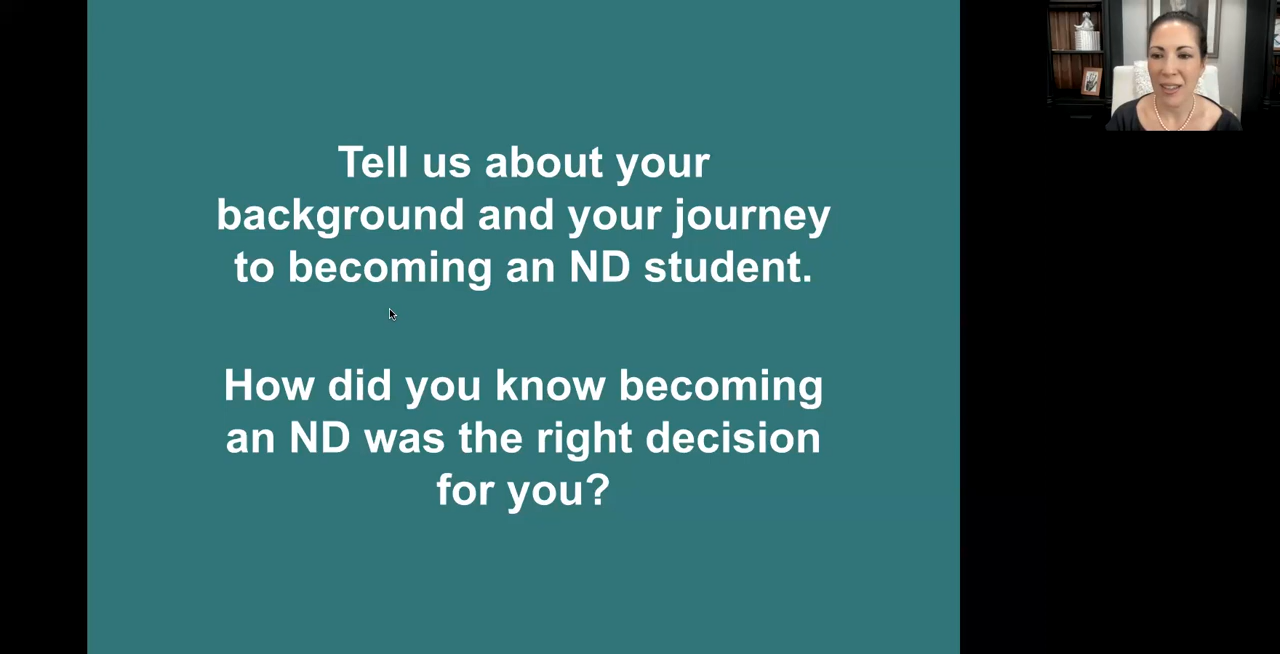 Tell us about your
background and your journey
to becoming an ND student.
How did you know becoming
an ND was the right decision
for you?